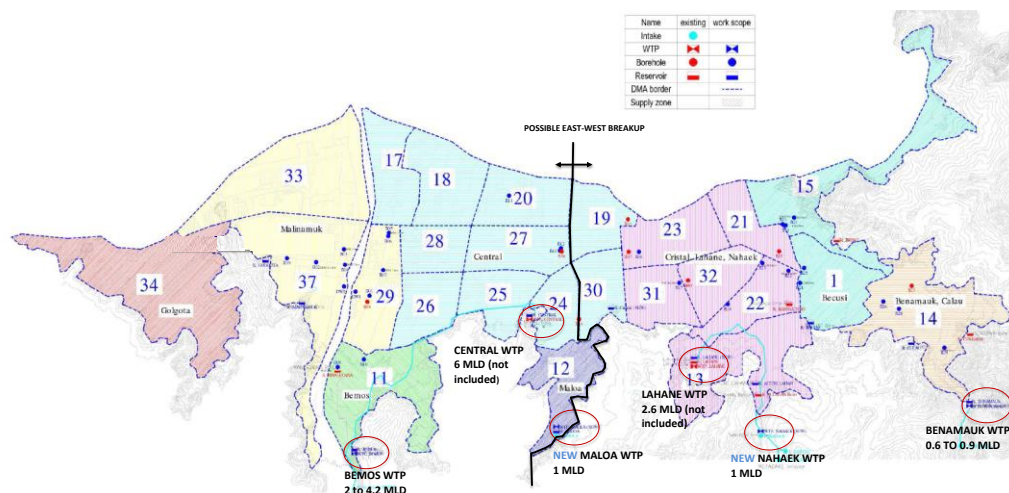 Name existing work scope
Intake
WTP
Borehole
Reservoir
DMA border
Supply zone
POSSIBLE EAST-WEST BREAKUP
33
17
18
20
19
15
23
21
Malinamuk
28
27
Central
Cristal, Lahane, Nahaek
32
34
Golgota
37
29
26
25
24
30
31
22
1
Becusi
Benamauk, Calau
14
CENTRAL WTP
6 MLD (not
included)
11
Bemos
12
Maloa
13
LAHANE WTP
2.6 MLD (not
included)
BEMOS WTP
2 to 4.2 MLD
NEW MALOA WTP
1 MLD
NEW NAHAEK WTP
1 MLD
BENAMAUK WTP
0.6 TO 0.9 MLD